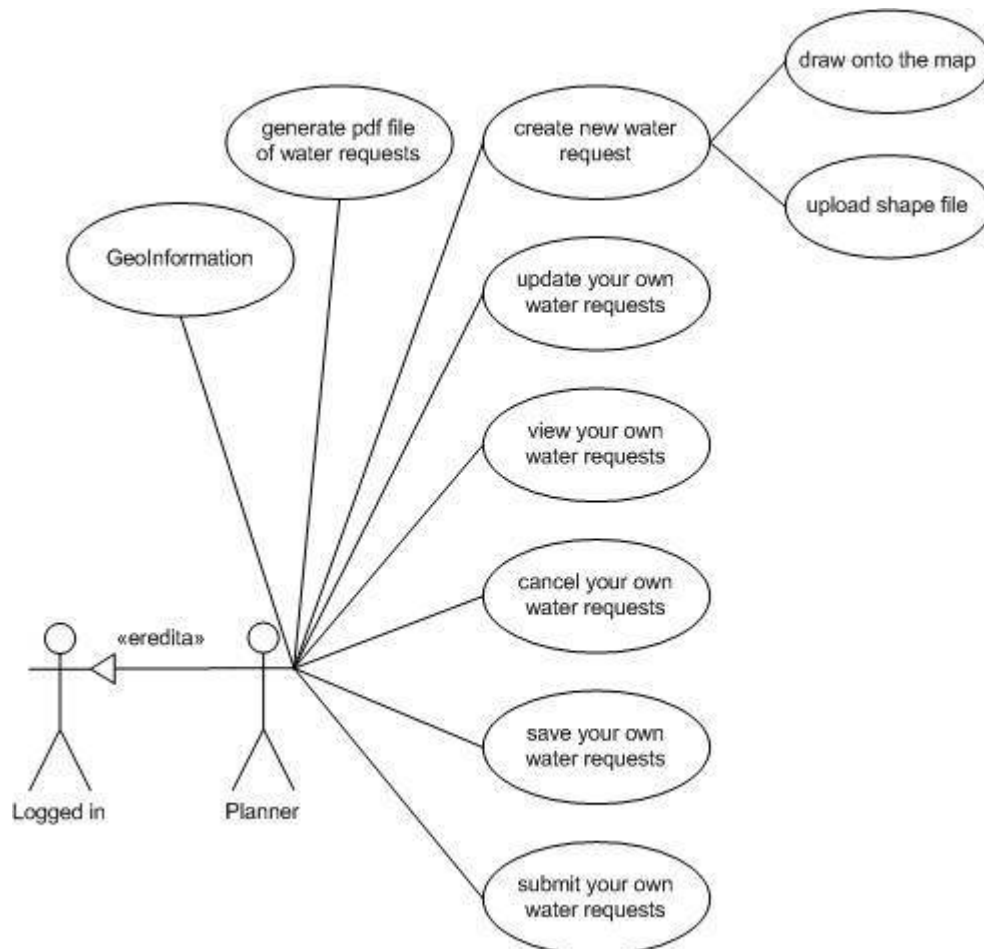 draw onto the map
generate pdf file
of water requests
create new water
request
upload shape file
GeoInformation
update your own
water requests
view your own
water requests
cancel your own
water requests
«eredita»
save your own
water requests
Logged in
Planner
submit your own
water requests